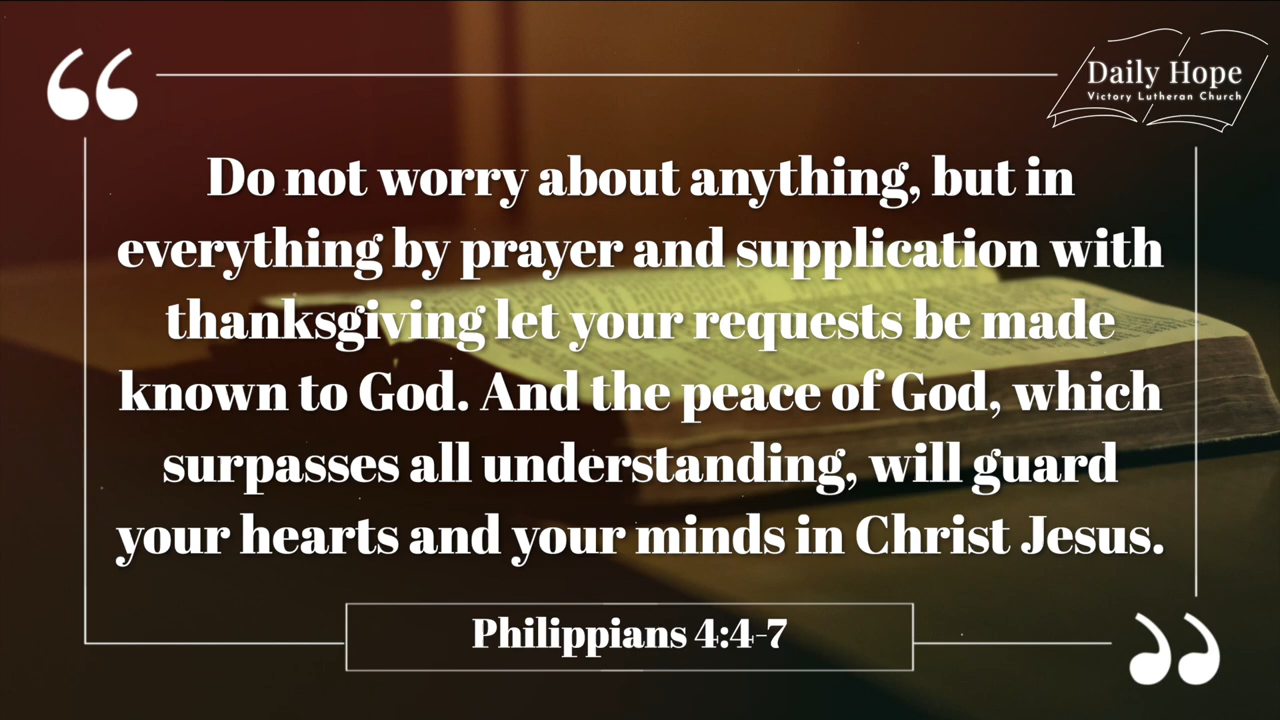 Daily Hope
Victory Lutheran Church
“
Do not worry about anything, but in
everything by prayer and supplication with
thanksgiving let your requests be made
known to God. And the peace of God, which
surpasses all understanding, will guard
your hearts and your minds in Christ Jesus.
Philippians 4:4-7
”